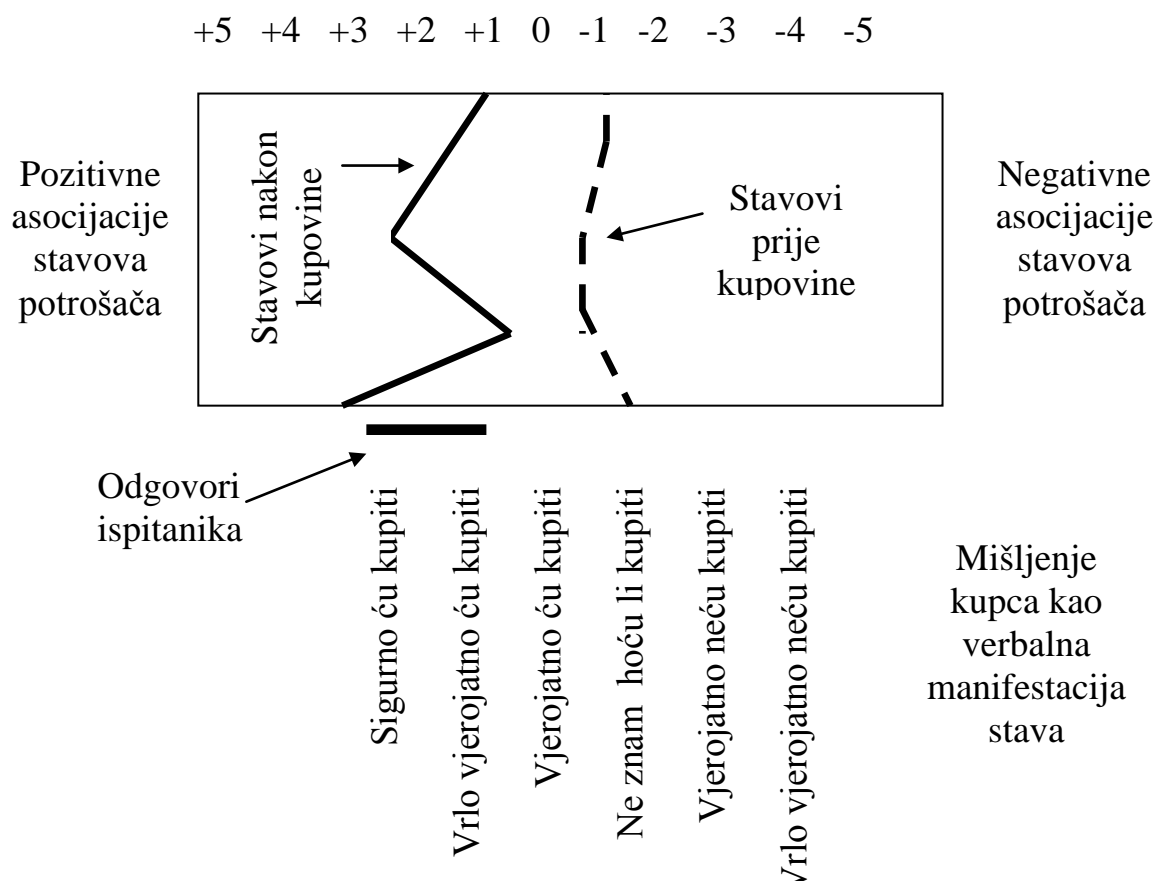 +5 +4 +3 +2 +1 0 -1 -2 -3 -4 -5
Pozitivne
asocijacije
stavova
potrošača
Stavovi nakon
kupovine
Stavovi
prije
kupovine
Negativne
asocijacije
stavova
potrošača
Odgovori
ispitanika
Sigurno ću kupiti
Vrlo vjerojatno ću kupiti
Vjerojatno ću kupiti
Ne znam hoću li kupiti
Vjerojatno neću kupiti
Vrlo vjerojatno neću kupiti
Mišljenje
kupca kao
verbalna
manifestacija
stava